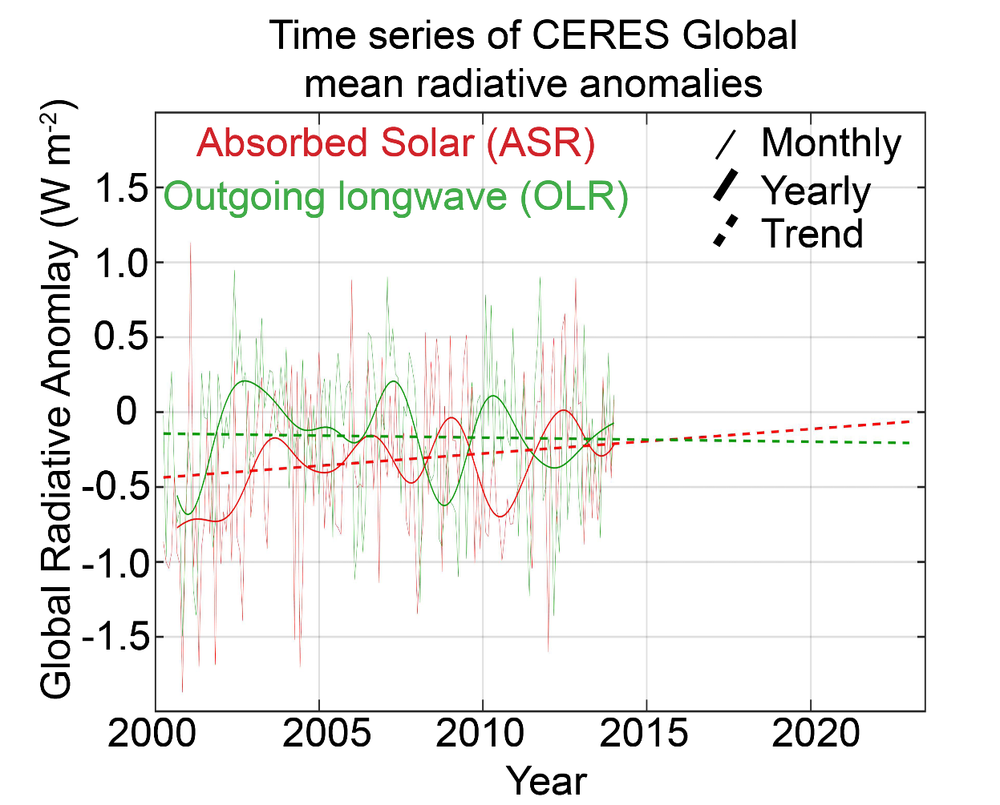 Time series of CERES Global
mean radiative anomalies
Absorbed Solar (ASR)
Outgoing longwave (OLR)
Monthly
Yearly
Trend
Global Radiative Anomlay (W m⁻²)
1.5
1.0
0.5
0
-0.5
-1.0
-1.5
2000 2005 2010 2015 2020
Year